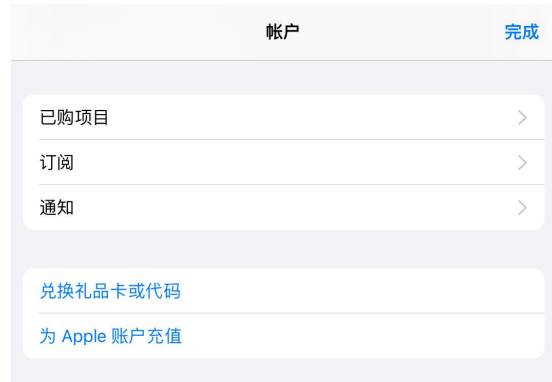 帐户
完成
已购项目
订阅
通知
兑换礼品卡或代码
为 Apple 账户充值